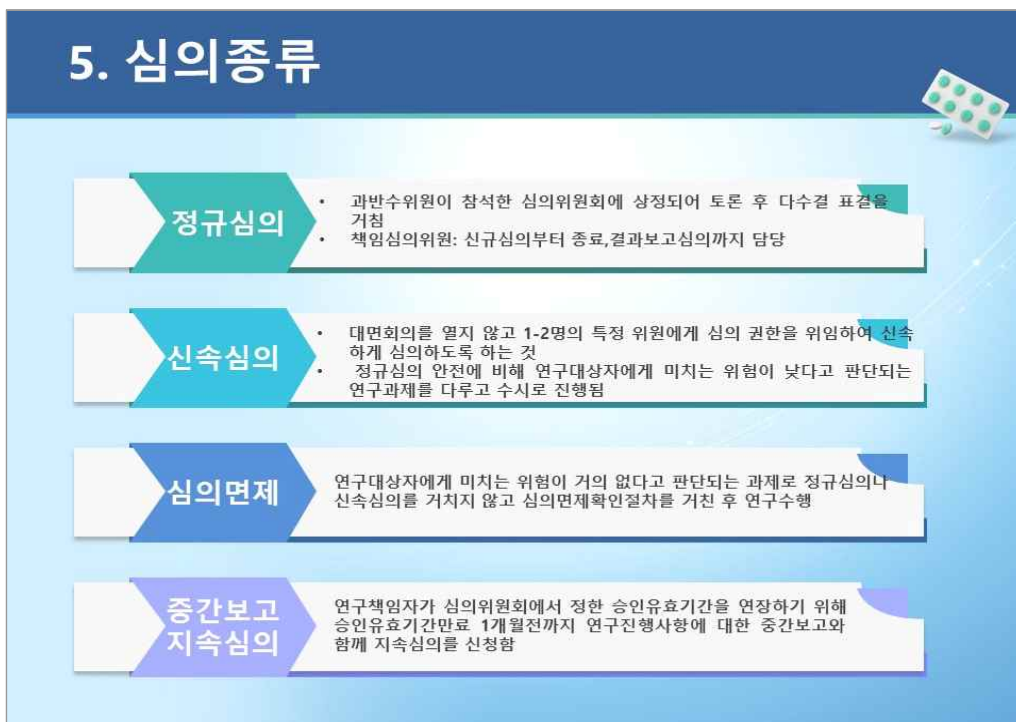 5. 심의종류
정규심의
• 과반수위원이 참석한 심의위원회에 상정되어 토론 후 다수결 표결을
거침
• 책임심의위원: 신규심의부터 종료,결과보고심의까지 담당
신속심의
• 대면회의를 열지 않고 1-2명의 특정 위원에게 심의 권한을 위임하여 신속
하게 심의하도록 하는 것
• 정규심의 안전에 비해 연구대상자에게 미치는 위험이 낮다고 판단되는
연구과제를 다루고 수시로 진행됨
심의면제
연구대상자에게 미치는 위험이 거의 없다고 판단되는 과제로 정규심의나
신속심의를 거치지 않고 심의면제확인절차를 거친 후 연구수행
중간보고
지속심의
연구책임자가 심의위원회에서 정한 승인유효기간을 연장하기 위해
승인유효기간만료 1개월전까지 연구진행사항에 대한 중간보고와
함께 지속심의를 신청함